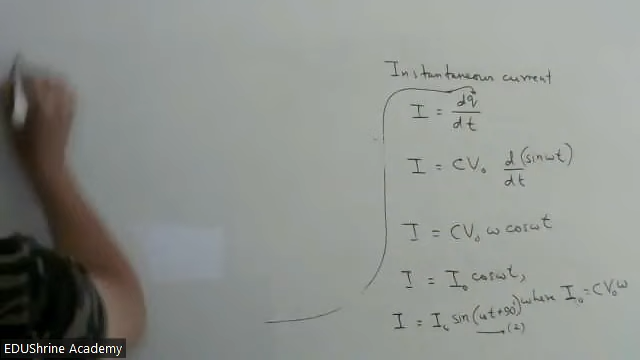 Instantaneous current
I = dq/dt
I = CV₀ d/dt (sinωt)
I = CV₀ ω cosωt
I = I₀ cosωt, where I₀ = CV₀ω
I = I₀ sin(ωt+90) → (2)
EDUShrine Academy